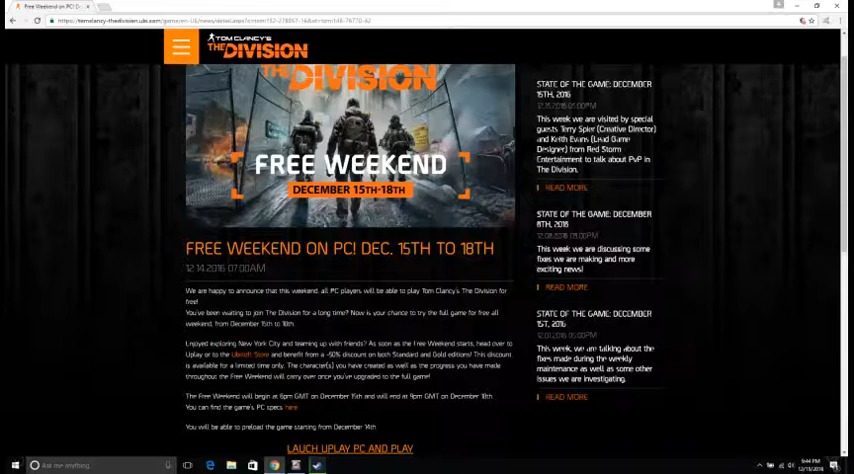 Free Weekend on PC! D
https://tomclancy-thedivision.ubi.com/game/en-US/news/
TOM CLANCY'S
THE DIVISION
THE DIVISION
FREE WEEKEND
DECEMBER 15TH-18TH
FREE WEEKEND ON PC! DEC. 15TH TO 18TH
12.14.2016 07:00AM
We are happy to announce that this weekend, all PC players will be able to play Tom Clancy's The Division for
free!
You've been waiting to join The Division for a long time? Now is your chance to try the full game for free all
weekend, from December 15th to 18th.
Enjoyed exploring New York City and teaming up with friends? As soon as the Free Weekend starts, head over to
Uplay or to the Ubisoft Store and benefit from a -50% discount on both Standard and Gold editions! This discount
is available for a limited time only. The character(s) you have created as well as the progress you have made
throughout the Free Weekend will carry over once you've upgraded to the full game!
The Free Weekend will begin at 6pm GMT on December 15th and will end at 9pm GMT on December 18th.
You can find the game's PC specs here
You will be able to preload the game starting from December 14th
LAUCH UPLAY PC AND PLAY
STATE OF THE GAME: DECEMBER
15TH, 2016
12.15.2016 05:00PM
This week we are visited by special
guests Terry Spier (Creative Director)
and Keith Evans (Lead Game
Designer) from Red Storm
Entertainment to talk about PvP in
The Division.
READ MORE
STATE OF THE GAME: DECEMBER
8TH, 2016
12.08.2016 05:00PM
This week we are discussing some
fixes we are making and more
exciting news!
READ MORE
STATE OF THE GAME: DECEMBER
1ST, 2016
12.01.2016 05:00PM
This week, we are talking about the
fixes made during the weekly
maintenance as well as some other
issues we are investigating.
READ MORE
Ask me anything
9:44 PM
12/15/2016